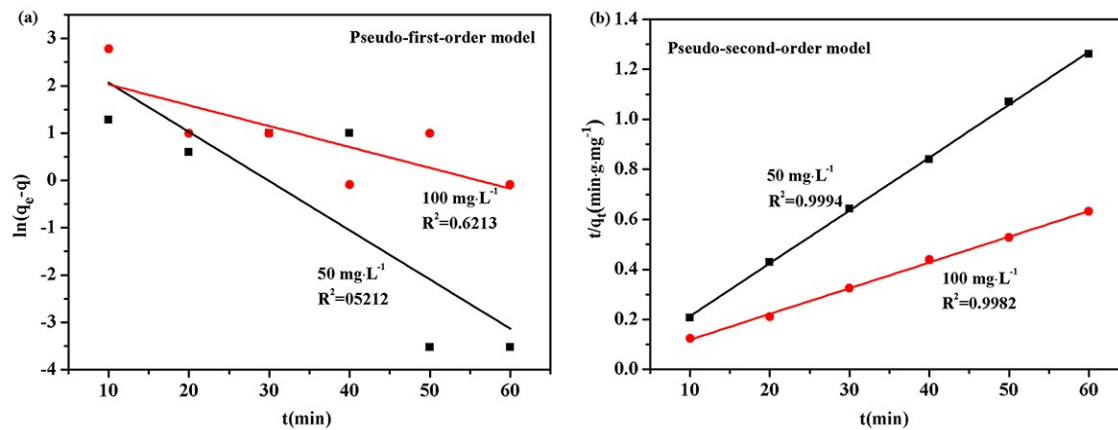 (a)
Pseudo-first-order model
3
2
1
0
-1
-2
-3
-4
ln(qe-q)
100 mg·L-1
R2=0.6213
50 mg·L-1
R2=05212
10 20 30 40 50 60
t(min)
(b)
Pseudo-second-order model
1.4
1.2
1.0
0.8
0.6
0.4
0.2
0.0
t/qt(min·g·mg-1)
50 mg·L-1
R2=0.9994
100 mg·L-1
R2=0.9982
10 20 30 40 50 60
t(min)